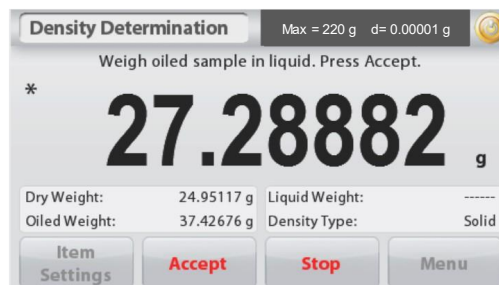 Density Determination Max = 220 g d= 0.00001 g
Weigh oiled sample in liquid. Press Accept.
* 27.28882 g
Dry Weight: 24.95117 g Liquid Weight: ------
Oiled Weight: 37.42676 g Density Type: Solid
Item Settings Accept Stop Menu